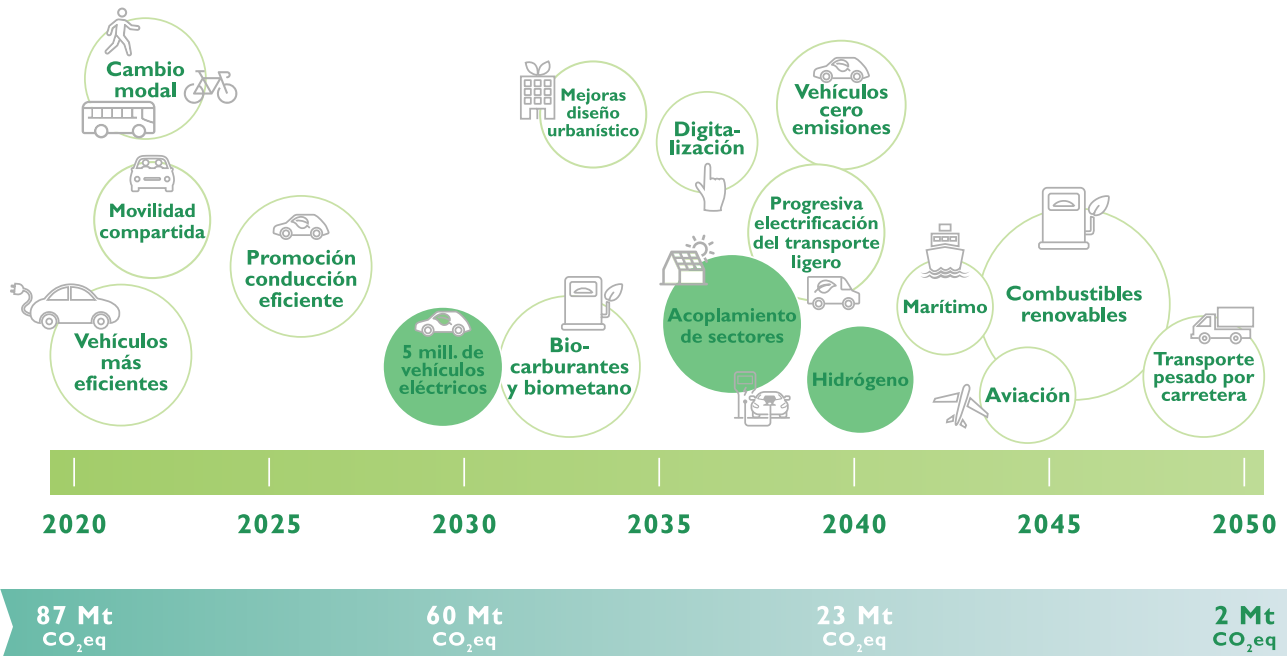 Cambio
modal
Movilidad
compartida
Vehículos
más
eficientes
Promoción
conducción
eficiente
5 mill. de
vehículos
eléctricos
Bio-
carburantes
y biometano
Mejoras
diseño
urbanístico
Digita-
lización
Vehículos
cero
emisiones
Progresiva
electrificación
del transporte
ligero
Acoplamiento
de sectores
Hidrógeno
Marítimo
Combustibles
renovables
Aviación
Transporte
pesado por
carretera
2020 2025 2030 2035 2040 2045 2050
87 Mt
CO₂eq
60 Mt
CO₂eq
23 Mt
CO₂eq
2 Mt
CO₂eq